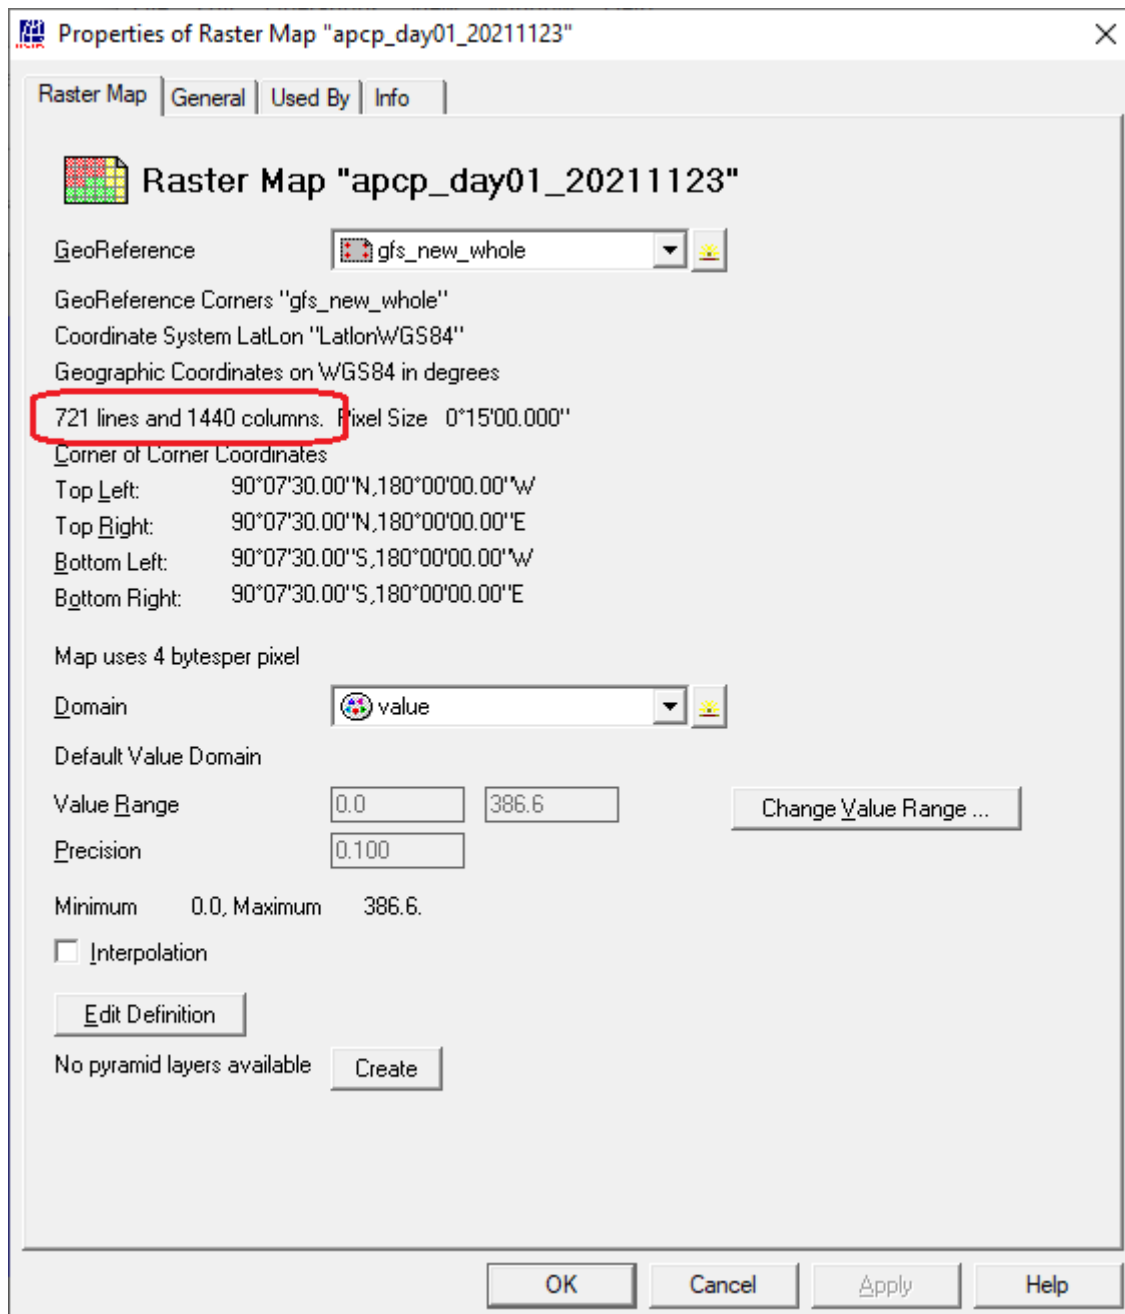 Properties of Raster Map "apcp_day01_20211123"
Raster Map General Used By Info
Raster Map "apcp_day01_20211123"
GeoReference gfs_new_whole
GeoReference Corners "gfs_new_whole"
Coordinate System LatLon "LatlonWGS84"
Geographic Coordinates on WGS84 in degrees
721 lines and 1440 columns. Pixel Size 0°15'00.000"
Corner of Corner Coordinates
Top Left: 90°07'30.00"N,180°00'00.00"W
Top Right: 90°07'30.00"N,180°00'00.00"E
Bottom Left: 90°07'30.00"S,180°00'00.00"W
Bottom Right: 90°07'30.00"S,180°00'00.00"E
Map uses 4 bytesper pixel
Domain value
Default Value Domain
Value Range 0.0 386.6 Change Value Range ...
Precision 0.100
Minimum 0.0, Maximum 386.6.
Interpolation
Edit Definition
No pyramid layers available Create
OK Cancel Apply Help